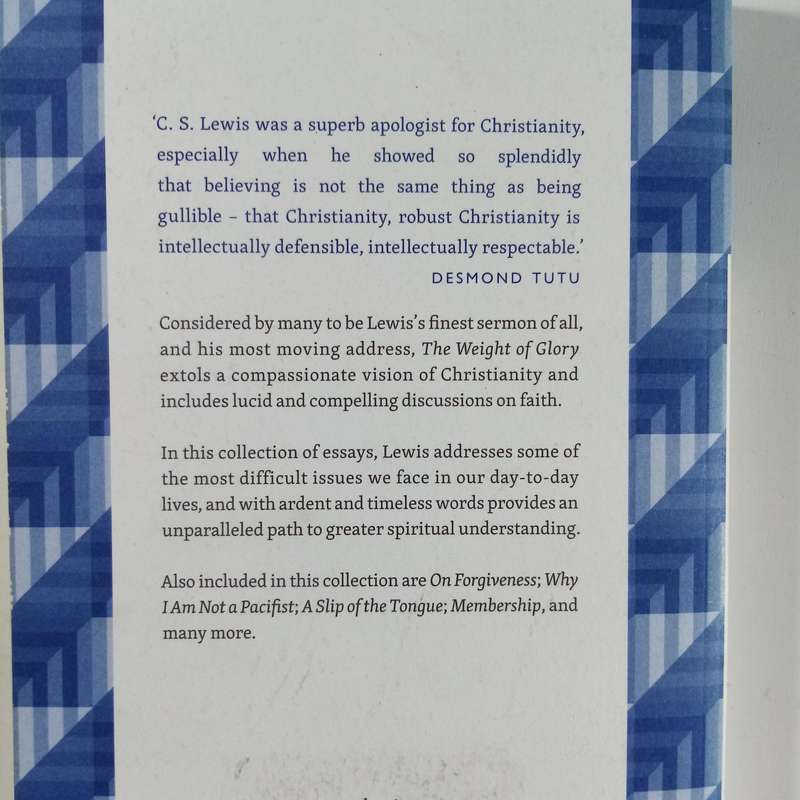 ‘C. S. Lewis was a superb apologist for Christianity,
especially when he showed so splendidly
that believing is not the same thing as being
gullible – that Christianity, robust Christianity is
intellectually defensible, intellectually respectable.’
DESMOND TUTU
Considered by many to be Lewis’s finest sermon of all,
and his most moving address, The Weight of Glory
extols a compassionate vision of Christianity and
includes lucid and compelling discussions on faith.
In this collection of essays, Lewis addresses some of
the most difficult issues we face in our day-to-day
lives, and with ardent and timeless words provides an
unparalleled path to greater spiritual understanding.
Also included in this collection are On Forgiveness; Why
I Am Not a Pacifist; A Slip of the Tongue; Membership, and
many more.